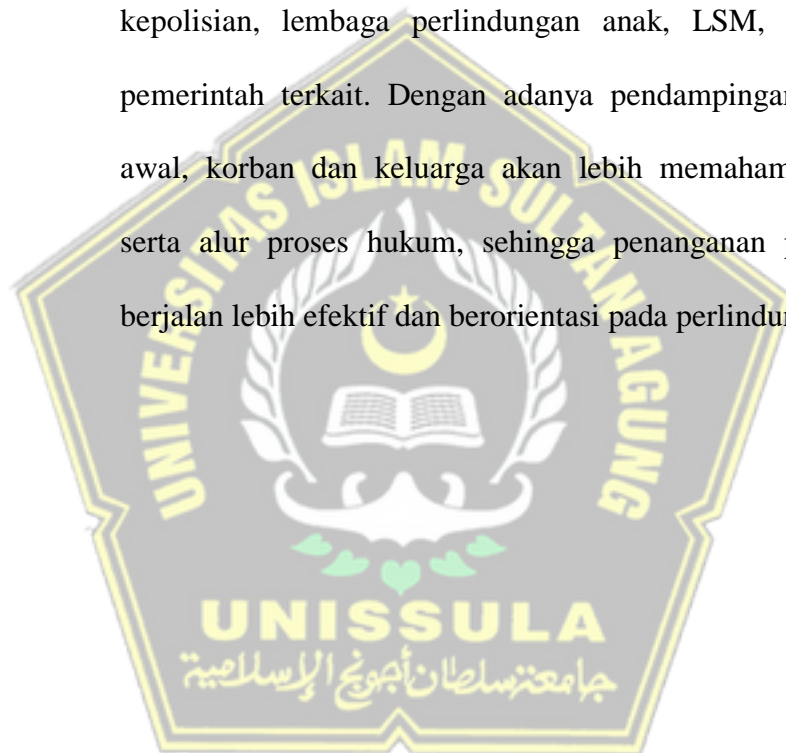 kepolisian, lembaga perlindungan anak, LSM,
pemerintah terkait. Dengan adanya pendampingan
awal, korban dan keluarga akan lebih memaham
serta alur proses hukum, sehingga penanganan p
berjalan lebih efektif dan berorientasi pada perlindu
UNIVERSITAS ISLAM SULTAN AGUNG
UNISSULA
جامعة سلطان أجونج الإسلامية